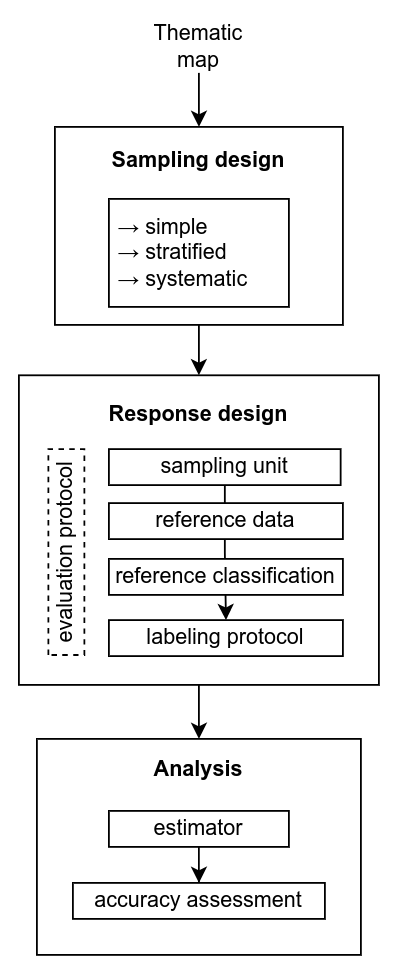 Thematic
map
Sampling design
→ simple
→ stratified
→ systematic
Response design
evaluation protocol
sampling unit
reference data
reference classification
labeling protocol
Analysis
estimator
accuracy assessment